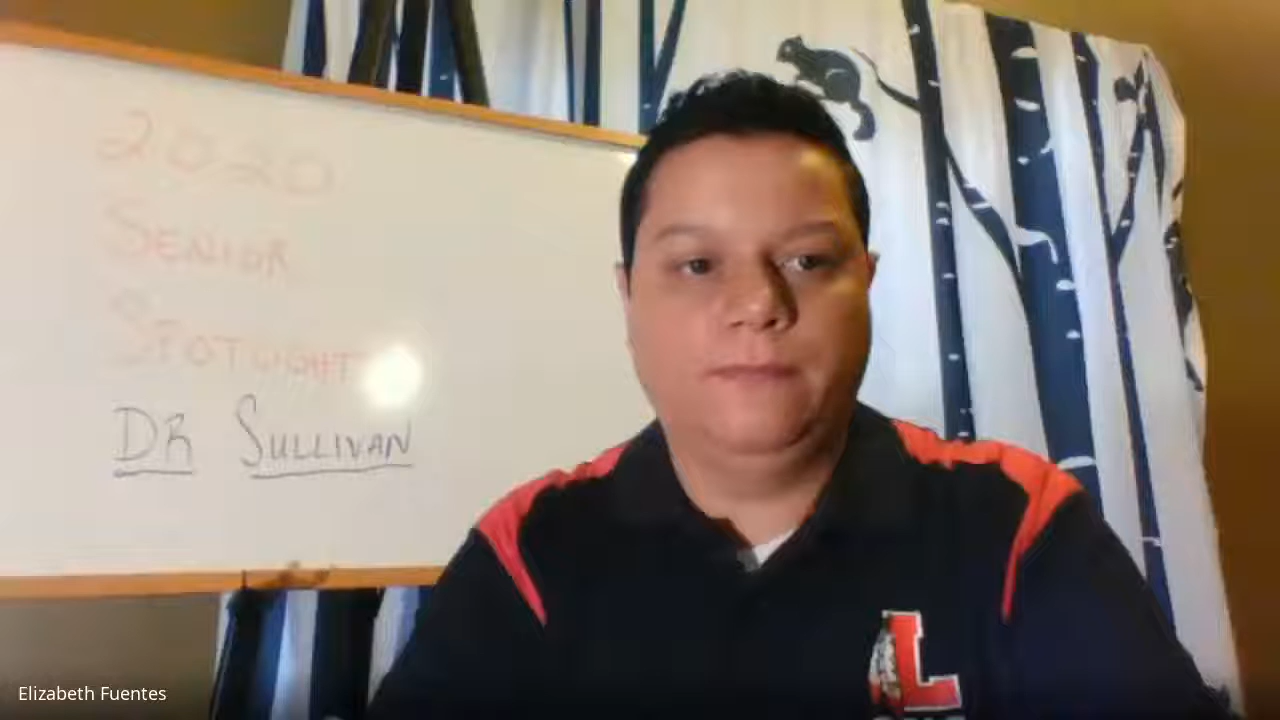 2020
SENIOR
SPOTLIGHT
DR SULLIVAN
L
Elizabeth Fuentes